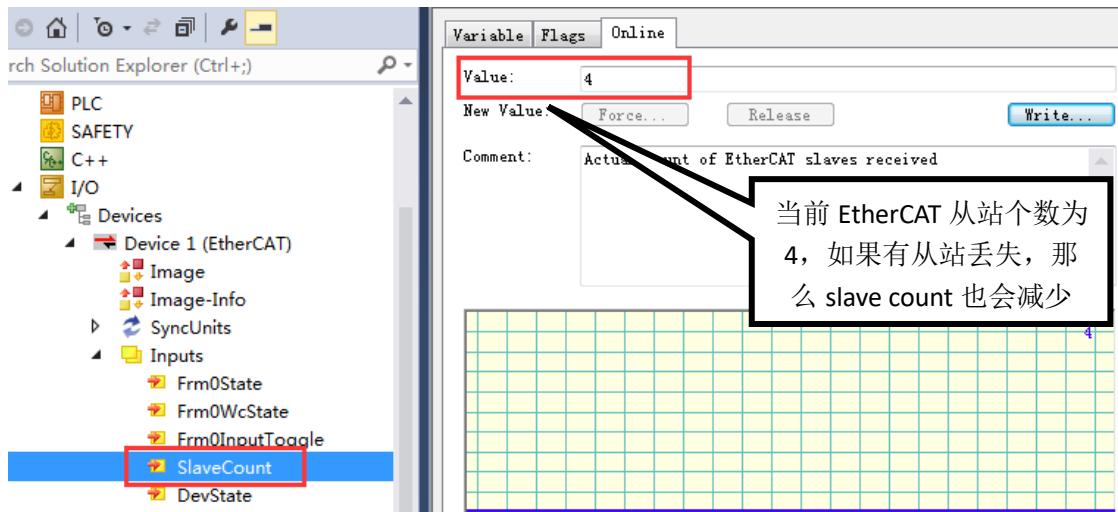 rch Solution Explorer (Ctrl+;)
PLC
SAFETY
C++
I/O
Devices
Device 1 (EtherCAT)
Image
Image-Info
SyncUnits
Inputs
Frm0State
Frm0WcState
Frm0InputToggle
SlaveCount
DevState
Variable Flags Online
Value: 4
New Value: Force... Release Write...
Comment: Actual count of EtherCAT slaves received
当前 EtherCAT 从站个数为
4，如果有从站丢失，那
么 slave count 也会减少
4